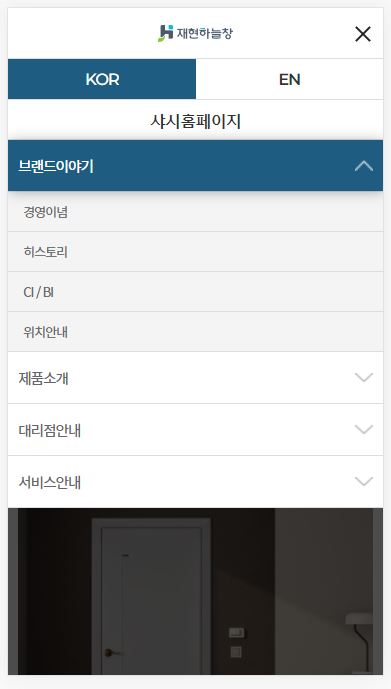 재현하늘창
KOR
EN
샤시홈페이지
브랜드이야기
경영이념
히스토리
CI / BI
위치안내
제품소개
대리점안내
서비스안내